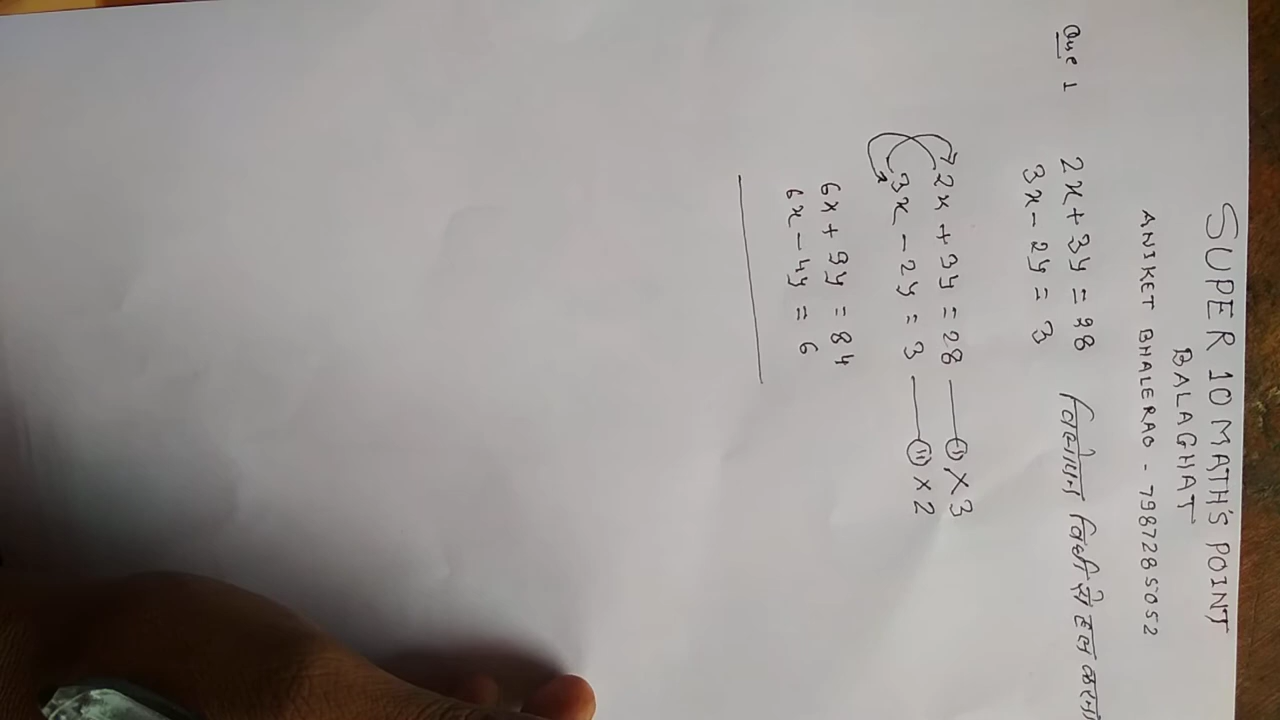 SUPER 10 MATH'S POINT
BALAGHAT
ANIKET BHALERAO - 7987285052
Que 1 2x + 3y = 28 विलोपन विधी से हल करना
3x - 2y = 3
2x + 3y = 28 — (i) × 3
3x - 2y = 3 — (ii) × 2
6x + 9y = 84
6x - 4y = 6